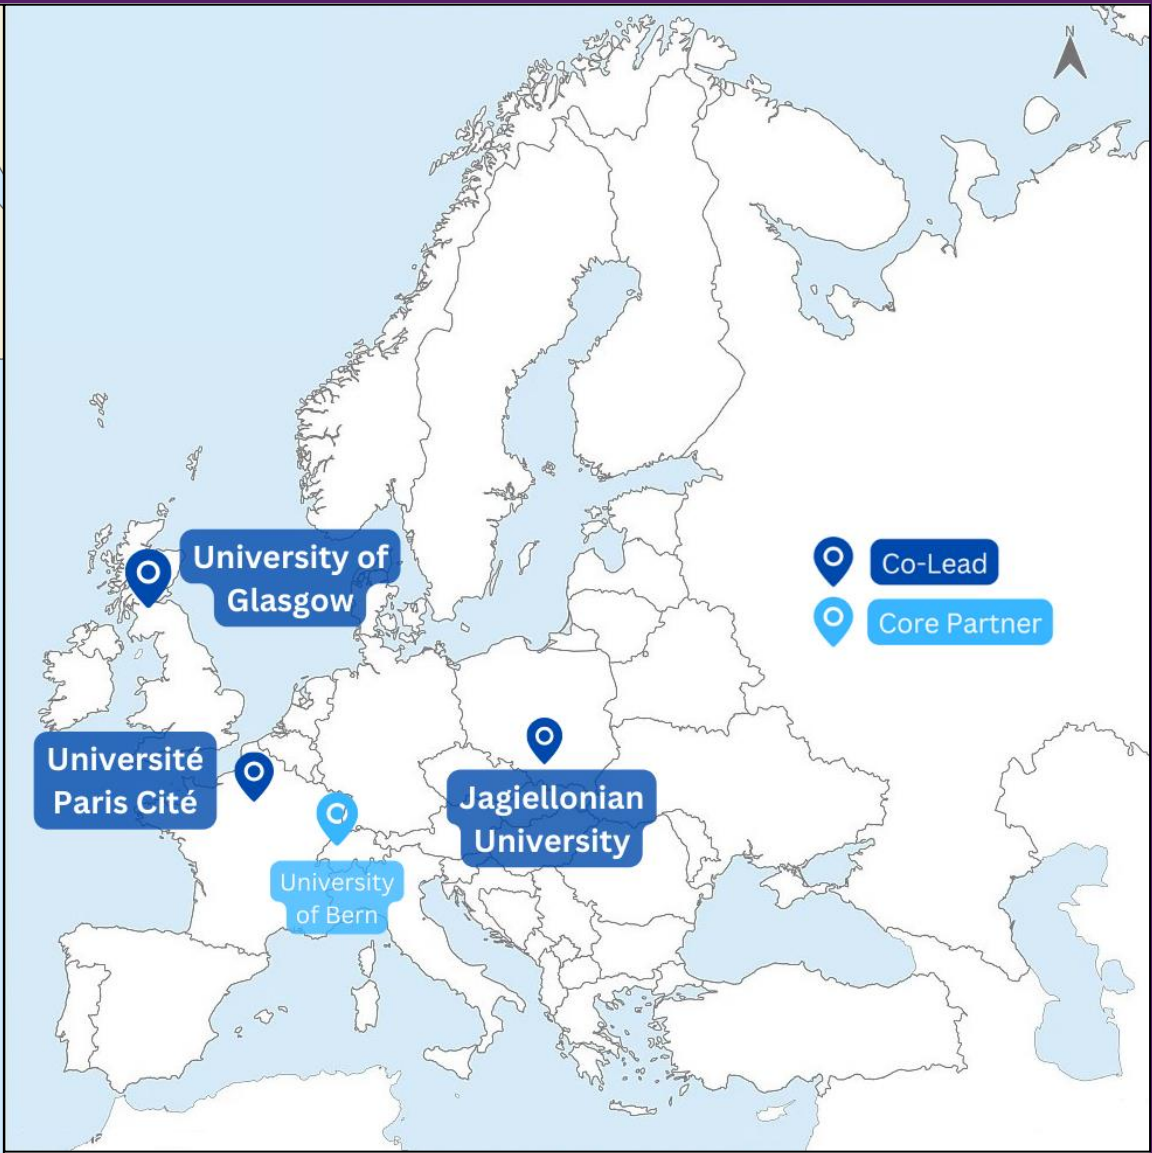 N
University of
Glasgow
Co-Lead
Core Partner
Université
Paris Cité
Jagiellonian
University
University
of Bern